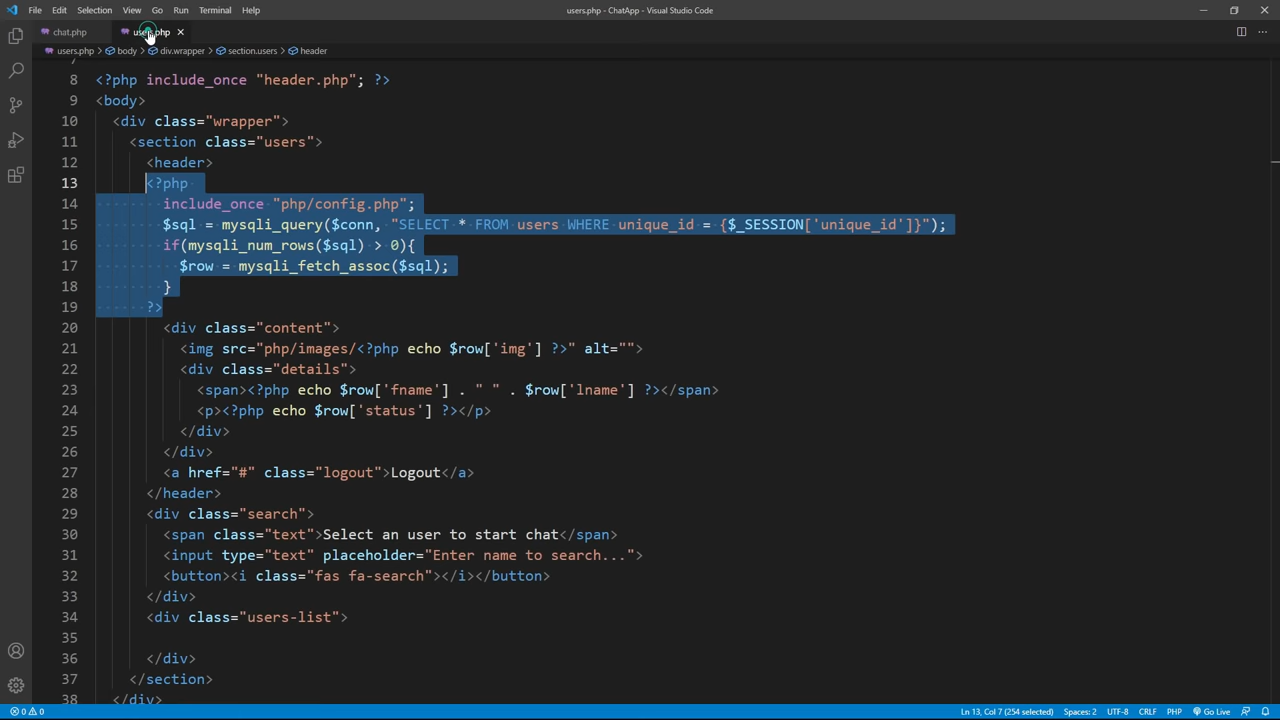 File Edit Selection View Go Run Terminal Help users.php - ChatApp - Visual Studio Code
chat.php users.php
users.php > body > div.wrapper > section.users > header
7
8 <?php include_once "header.php"; ?>
9 <body>
10 <div class="wrapper">
11 <section class="users">
12 <header>
13 <?php
14 include_once "php/config.php";
15 $sql = mysqli_query($conn, "SELECT * FROM users WHERE unique_id = {$_SESSION['unique_id']}");
16 if(mysqli_num_rows($sql) > 0){
17 $row = mysqli_fetch_assoc($sql);
18 }
19 ?>
20 <div class="content">
21 <img src="php/images/<?php echo $row['img'] ?>" alt="">
22 <div class="details">
23 <span><?php echo $row['fname'] . " " . $row['lname'] ?></span>
24 <p><?php echo $row['status'] ?></p>
25 </div>
26 </div>
27 <a href="#" class="logout">Logout</a>
28 </header>
29 <div class="search">
30 <span class="text">Select an user to start chat</span>
31 <input type="text" placeholder="Enter name to search...">
32 <button><i class="fas fa-search"></i></button>
33 </div>
34 <div class="users-list">
35
36 </div>
37 </section>
38 </div>
0 0 Ln 13, Col 7 (254 selected) Spaces: 2 UTF-8 CRLF PHP Go Live